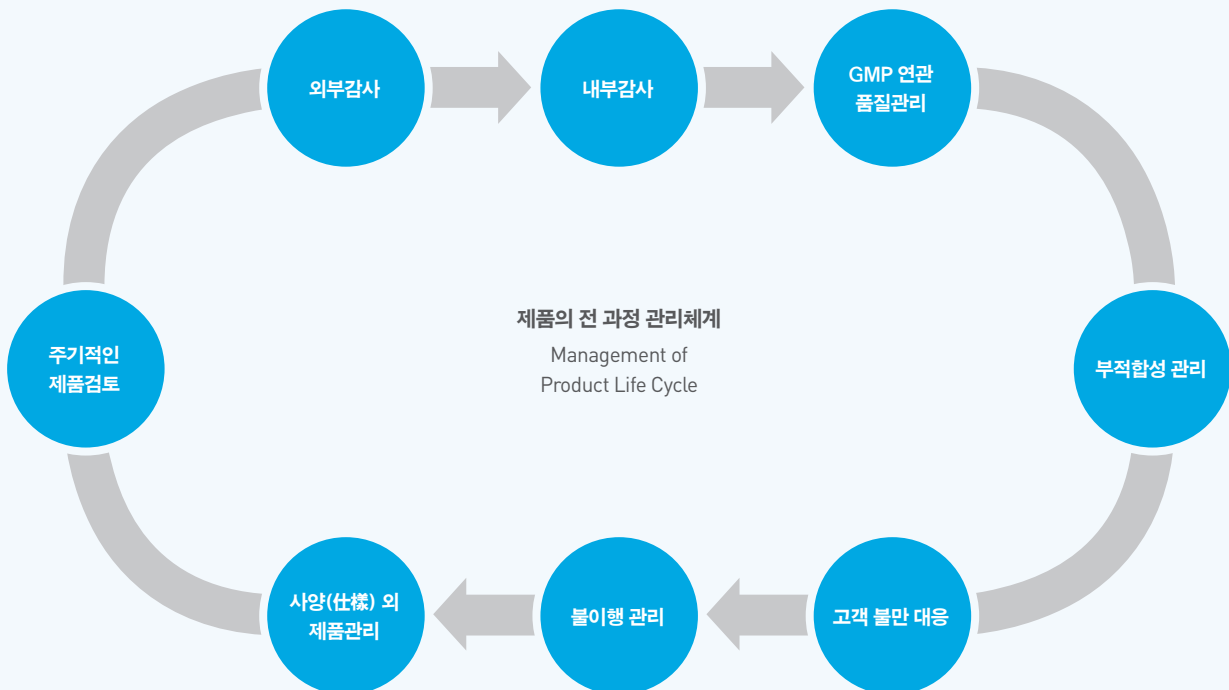 외부감사
내부감사
GMP 연관
품질관리
제품의 전 과정 관리체계
Management of
Product Life Cycle
주기적인
제품검토
부적합성 관리
사양(仕樣) 외
제품관리
불이행 관리
고객 불만 대응